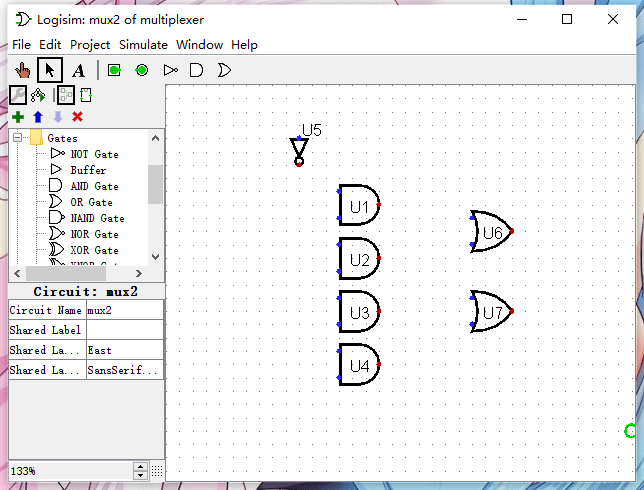 Logisim: mux2 of multiplexer
File Edit Project Simulate Window Help
A
Gates
NOT Gate
Buffer
AND Gate
OR Gate
NAND Gate
NOR Gate
XOR Gate
Circuit: mux2
Circuit Name mux2
Shared Label
Shared La... East
Shared La... SansSerif...
133%
U5
U1
U2
U3
U4
U6
U7